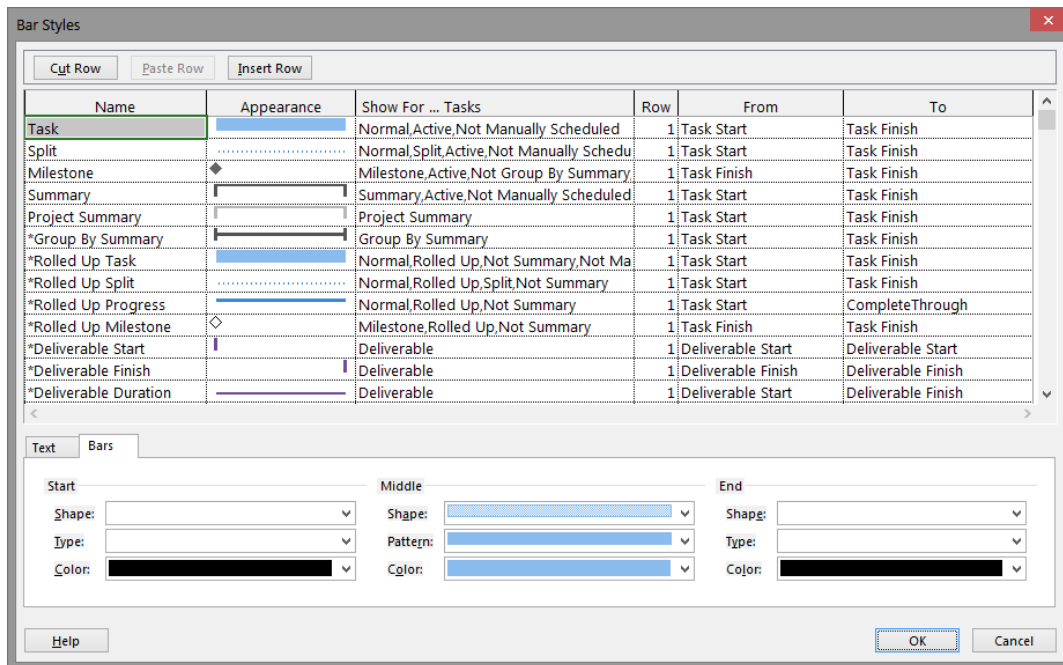 Bar Styles
Cut Row Paste Row Insert Row
Name Appearance Show For ... Tasks Row From To
Task Normal,Active,Not Manually Scheduled 1 Task Start Task Finish
Split Normal,Split,Active,Not Manually Schedu 1 Task Start Task Finish
Milestone Milestone,Active,Not Group By Summary, 1 Task Finish Task Finish
Summary Summary,Active,Not Manually Scheduled 1 Task Start Task Finish
Project Summary Project Summary 1 Task Start Task Finish
*Group By Summary Group By Summary 1 Task Start Task Finish
*Rolled Up Task Normal,Rolled Up,Not Summary,Not Ma 1 Task Start Task Finish
*Rolled Up Split Normal,Rolled Up,Split,Not Summary 1 Task Start Task Finish
*Rolled Up Progress Normal,Rolled Up,Not Summary 1 Task Start CompleteThrough
*Rolled Up Milestone Milestone,Rolled Up,Not Summary 1 Task Finish Task Finish
*Deliverable Start Deliverable 1 Deliverable Start Deliverable Start
*Deliverable Finish Deliverable 1 Deliverable Finish Deliverable Finish
*Deliverable Duration Deliverable 1 Deliverable Start Deliverable Finish
Text Bars
Start Middle End
Shape: Shape: Shape:
Type: Pattern: Type:
Color: Color: Color:
Help OK Cancel